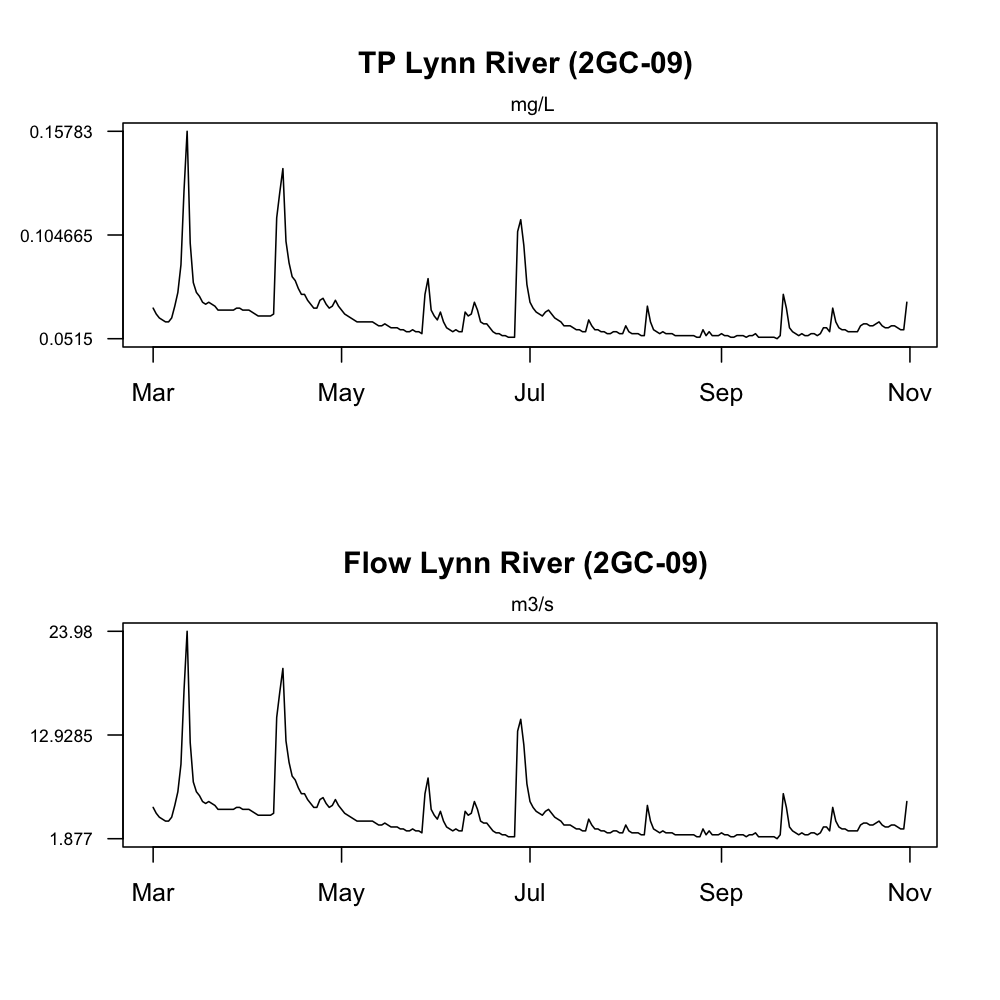 TP Lynn River (2GC-09)
mg/L
0.15783
0.104665
0.0515
Mar May Jul Sep Nov
Flow Lynn River (2GC-09)
m3/s
23.98
12.9285
1.877
Mar May Jul Sep Nov